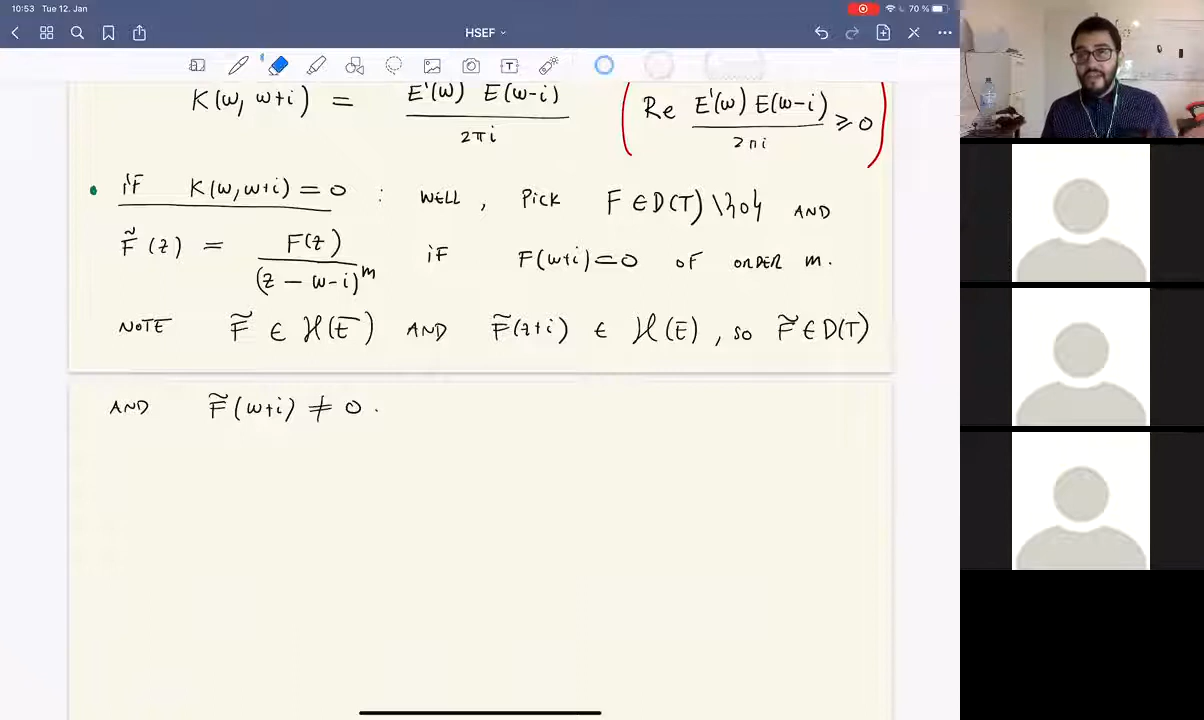 10:53 Tue 12. Jan
70 %
HSEF
K(ω, ω+i) = E'(ω) E(ω-i) / 2πi ( Re E'(ω) E(ω-i) / 2πi ≥ 0 )
• iF K(ω, ω+i) = 0 : WELL, PICK F ∈ D(T) \ {0} AND
F̃(z) = F(z) / (z - ω - i)^m iF F(ω+i) = 0 OF ORDER m.
NOTE F̃ ∈ H(E) AND F̃(z+i) ∈ H(E), so F̃ ∈ D(T)
AND F̃(ω+i) ≠ 0.